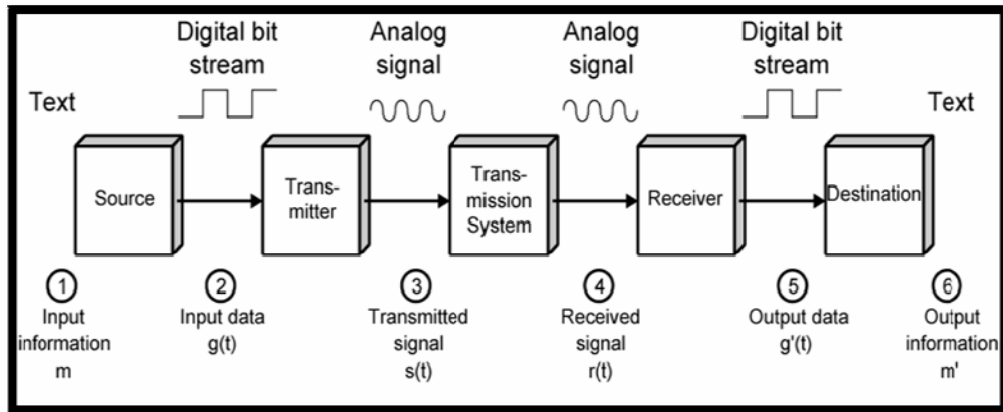 Digital bit
stream
Analog
signal
Analog
signal
Digital bit
stream
Text
Text
Source
Trans-
mitter
Trans-
mission
System
Receiver
Destination
1
Input
information
m
2
Input data
g(t)
3
Transmitted
signal
s(t)
4
Received
signal
r(t)
5
Output data
g'(t)
6
Output
information
m'